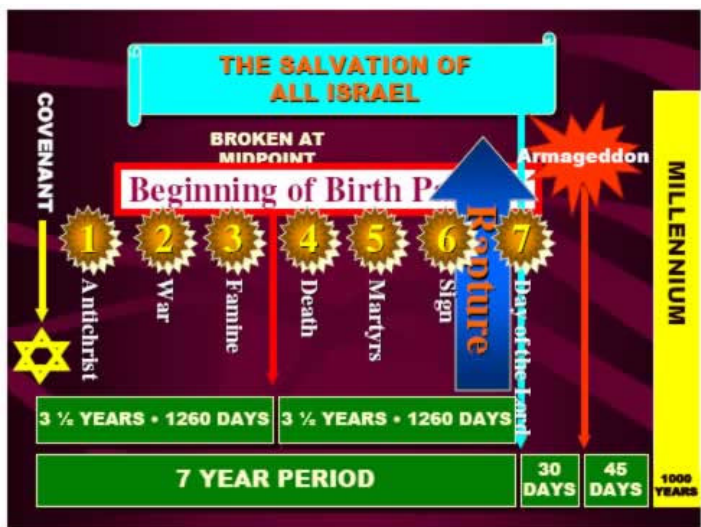 THE SALVATION OF
ALL ISRAEL
COVENANT
BROKEN AT
MIDPOINT
Armageddon
Beginning of Birth Pa
MILLENNIUM
Rapture
1
2
3
4
5
6
7
Antichrist
War
Famine
Death
Martyrs
Sign
Day of the Lord
3 ½ YEARS • 1260 DAYS
3 ½ YEARS • 1260 DAYS
7 YEAR PERIOD
30
DAYS
45
DAYS
1000
YEARS